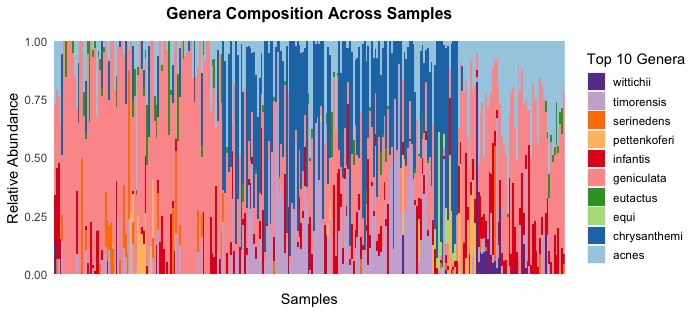 Genera Composition Across Samples
Relative Abundance
1.00
0.75
0.50
0.25
0.00
Samples
Top 10 Genera
wittichii
timorensis
serinedens
pettenkoferi
infantis
geniculata
eutactus
equi
chrysanthemi
acnes